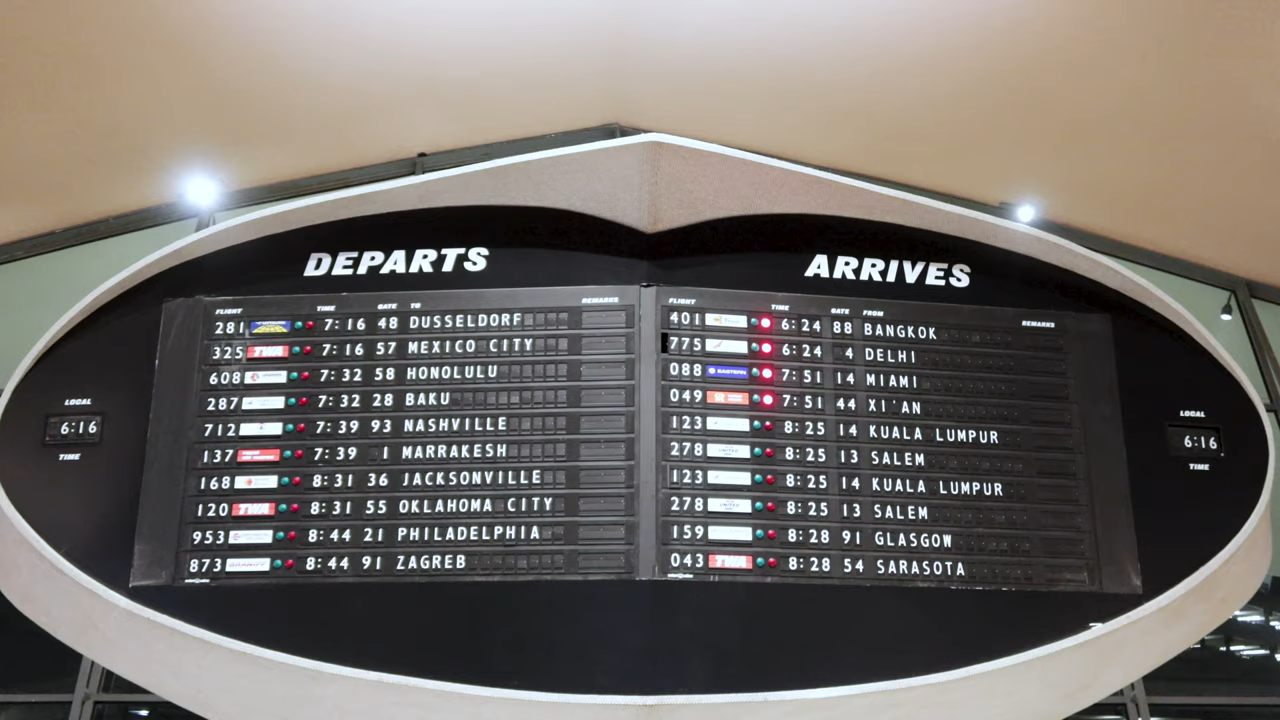 DEPARTS
FLIGHT TIME GATE TO REMARKS
281 7:16 48 DUSSELDORF
325 TWA 7:16 57 MEXICO CITY
608 7:32 58 HONOLULU
287 7:32 28 BAKU
712 7:39 93 NASHVILLE
137 7:39 1 MARRAKESH
168 8:31 36 JACKSONVILLE
120 TWA 8:31 55 OKLAHOMA CITY
953 8:44 21 PHILADELPHIA
873 BRANIFF 8:44 91 ZAGREB
ARRIVES
FLIGHT TIME GATE FROM REMARKS
401 6:24 88 BANGKOK
775 6:24 4 DELHI
088 EASTERN 7:51 14 MIAMI
049 7:51 44 XI'AN
123 8:25 14 KUALA LUMPUR
278 UNITED 8:25 13 SALEM
123 8:25 14 KUALA LUMPUR
278 UNITED 8:25 13 SALEM
159 8:28 91 GLASGOW
043 TWA 8:28 54 SARASOTA
LOCAL
6:16
TIME
LOCAL
6:16
TIME